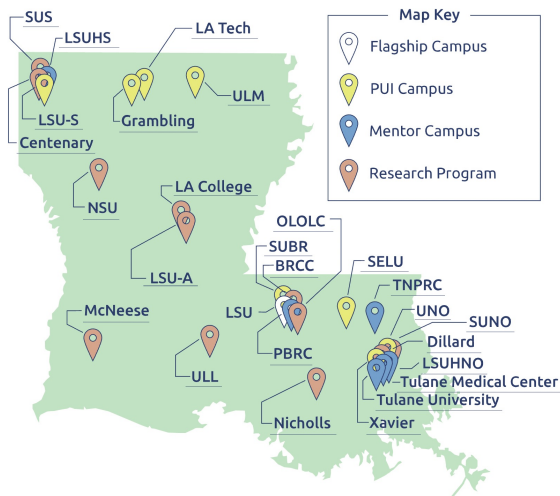 SUS
LSUHS
LA Tech
Map Key
Flagship Campus
PUI Campus
Mentor Campus
Research Program
ULM
LSU-S
Grambling
Centenary
NSU
LA College
LSU-A
OLOLC
SUBR
BRCC
SELU
TNPRC
LSU
McNeese
UNO
SUNO
Dillard
PBRC
LSUHNO
ULL
Tulane Medical Center
Tulane University
Nicholls
Xavier